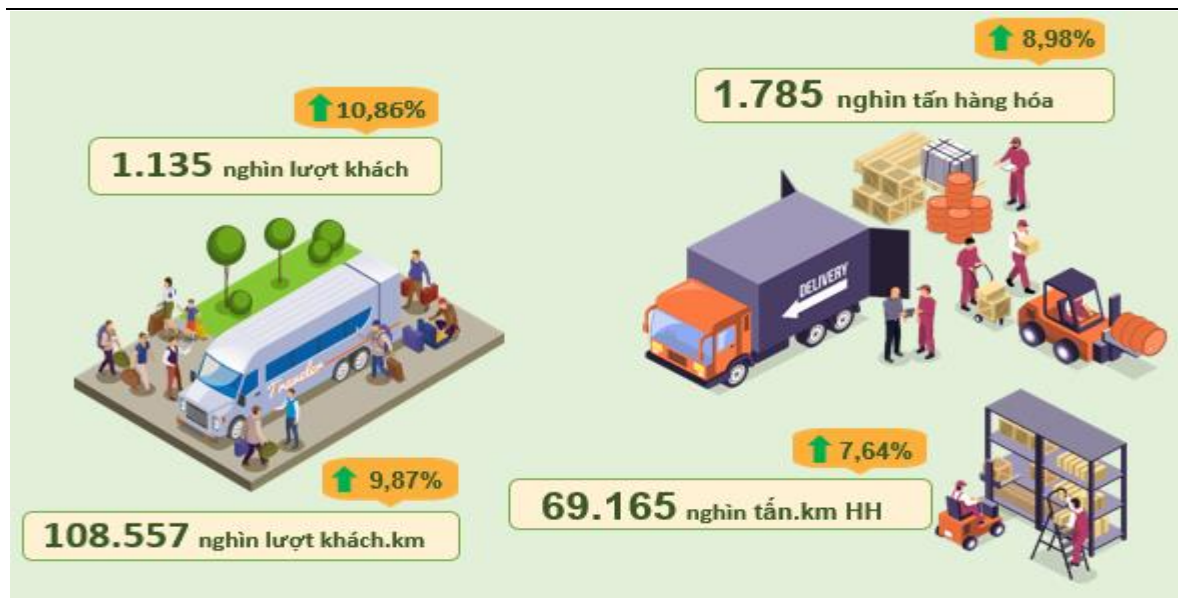 10,86%
1.135 nghìn lượt khách
Traveler
9,87%
108.557 nghìn lượt khách.km
8,98%
1.785 nghìn tấn hàng hóa
DELIVERY
7,64%
69.165 nghìn tấn.km HH